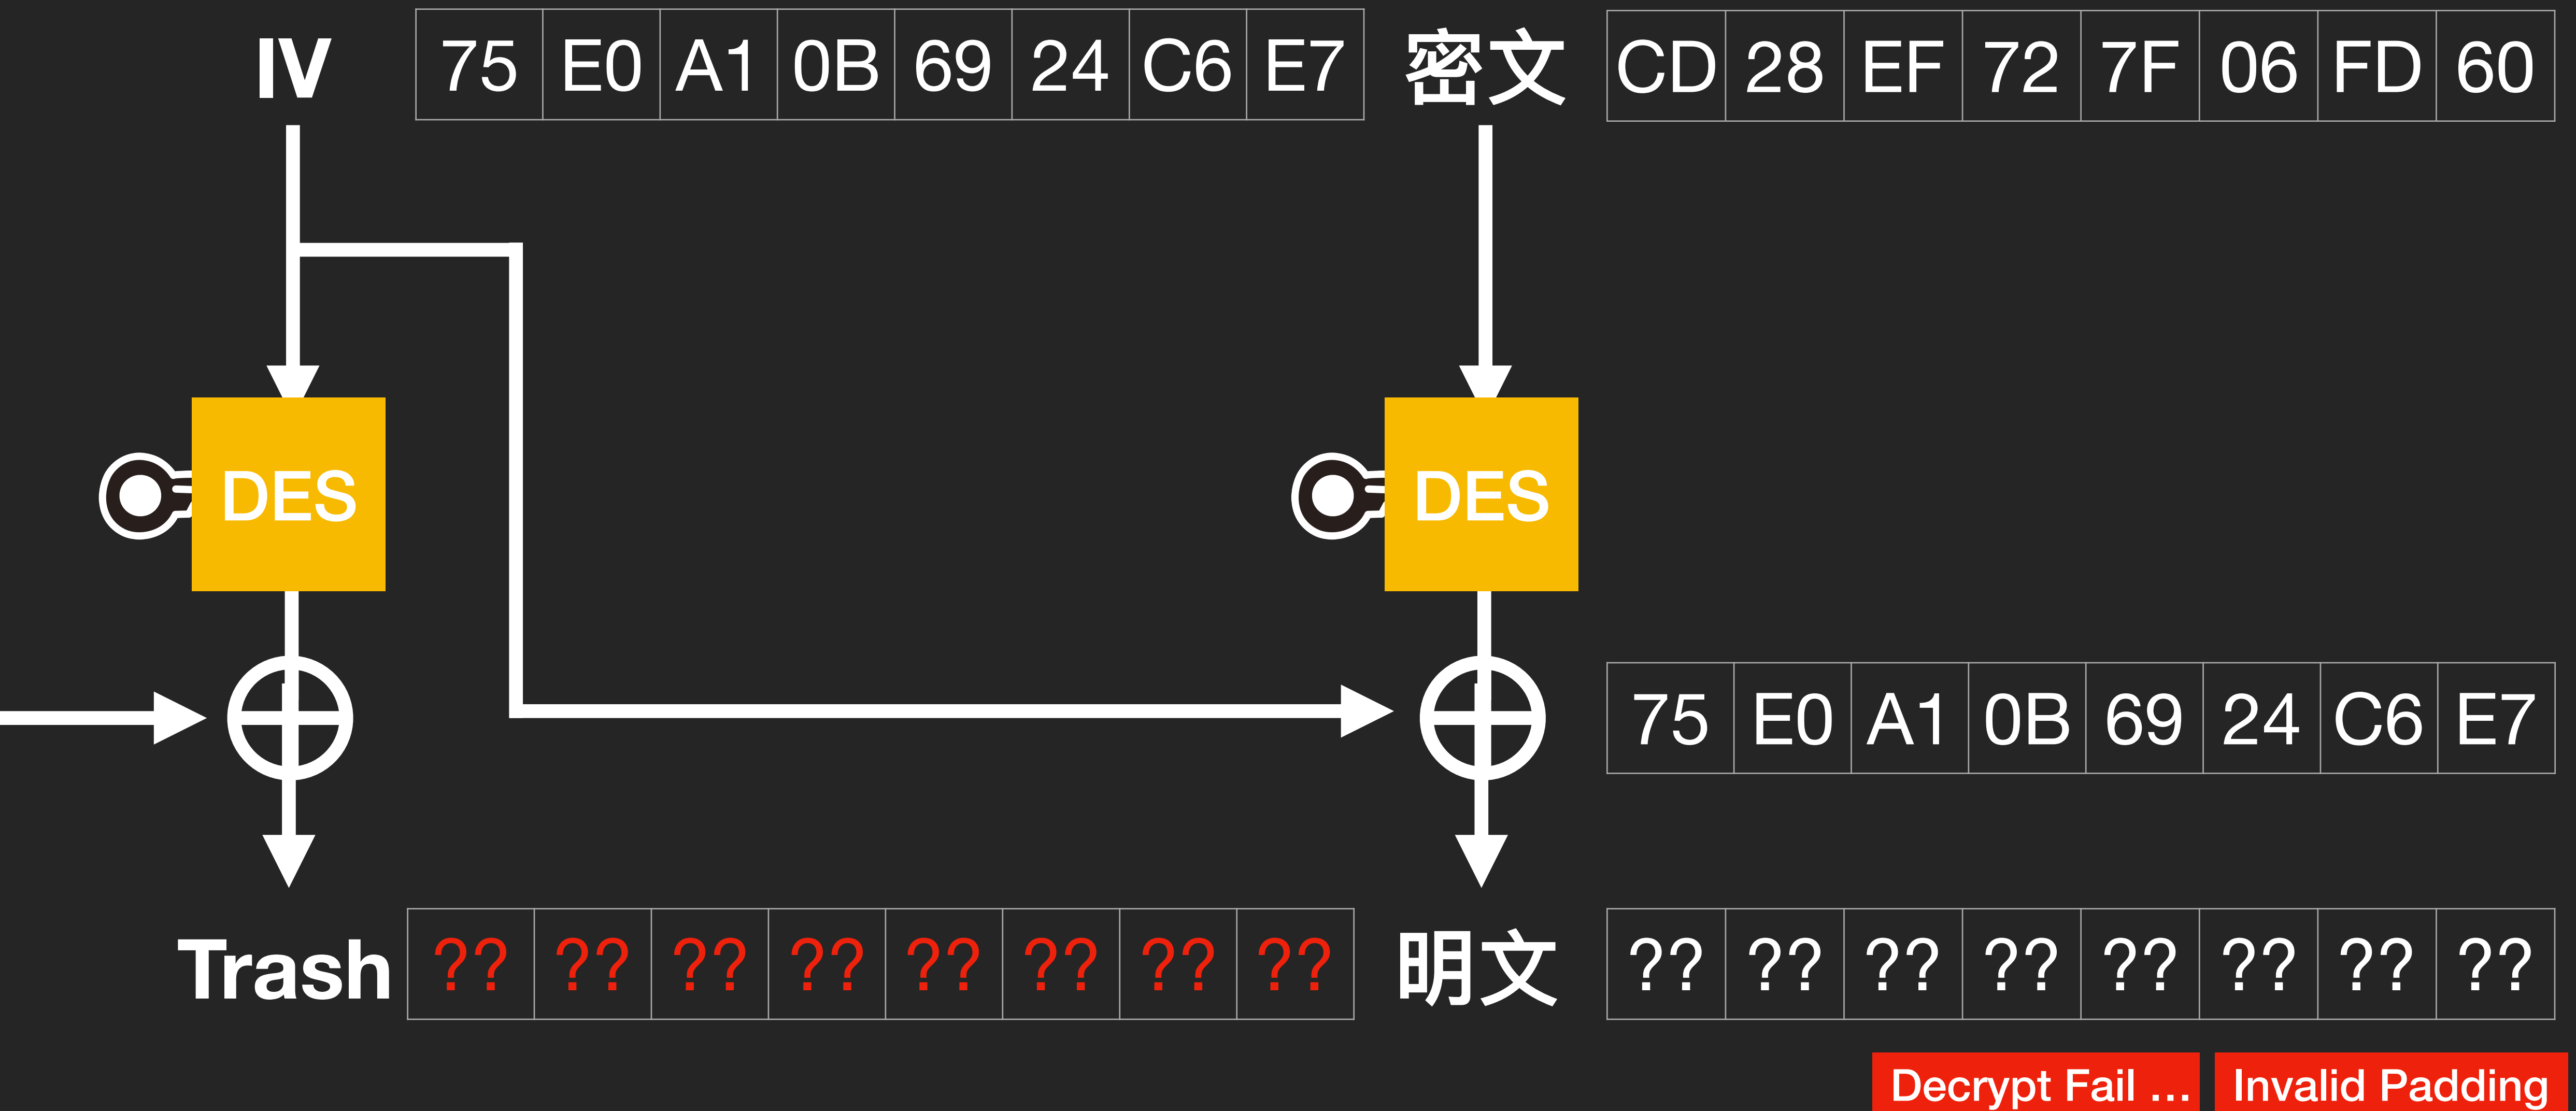 IV 75 E0 A1 0B 69 24 C6 E7 密文 CD 28 EF 72 7F 06 FD 60
DES DES
75 E0 A1 0B 69 24 C6 E7
Trash ?? ?? ?? ?? ?? ?? ?? ?? 明文 ?? ?? ?? ?? ?? ?? ?? ??
Decrypt Fail ... Invalid Padding